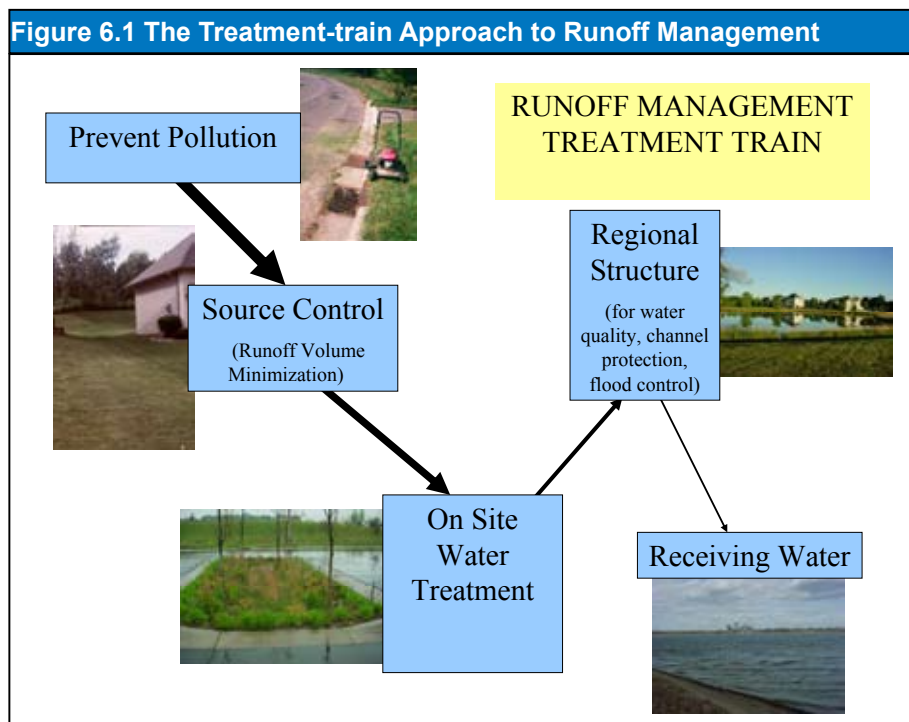 Figure 6.1 The Treatment-train Approach to Runoff Management
Prevent Pollution
RUNOFF MANAGEMENT
TREATMENT TRAIN
Source Control
(Runoff Volume
Minimization)
On Site
Water
Treatment
Regional
Structure
(for water
quality, channel
protection,
flood control)
Receiving Water